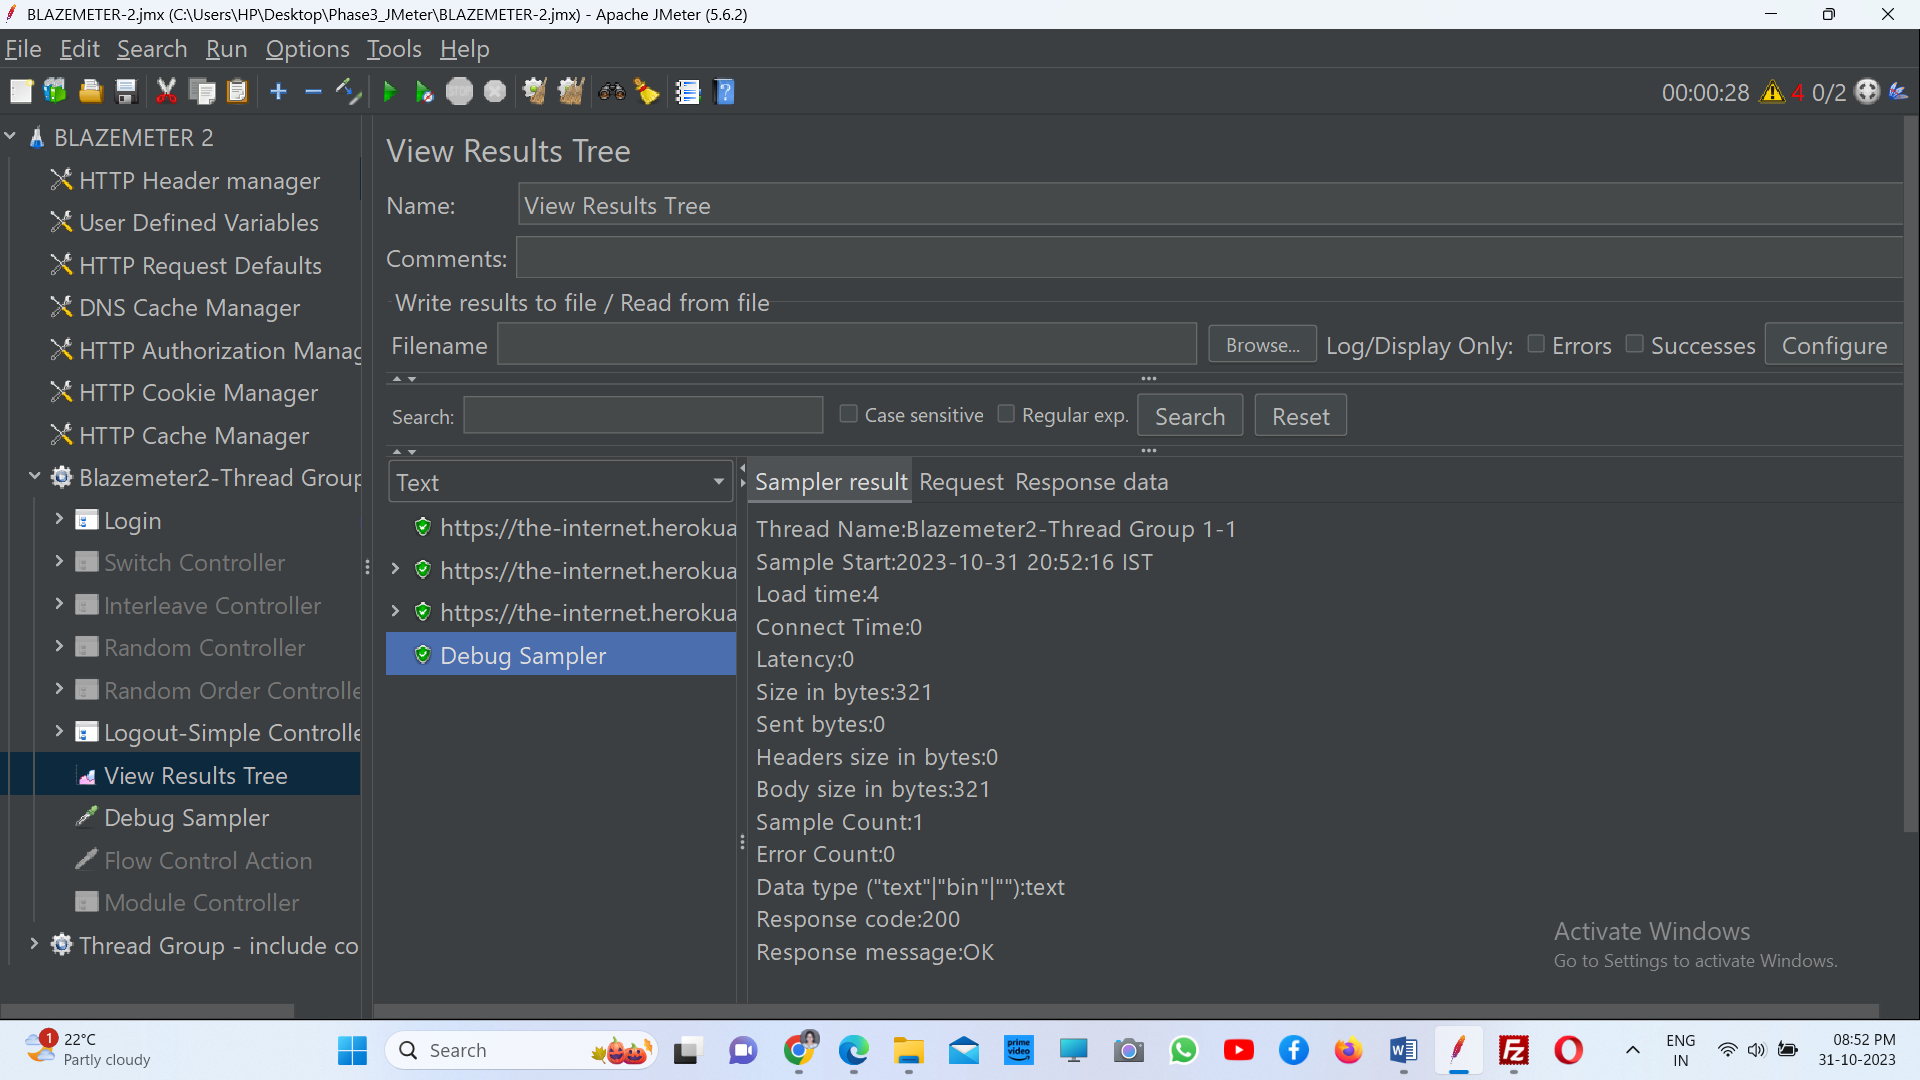 BLAZEMETER-2.jmx (C:\Users\HP\Desktop\Phase3_JMeter\BLAZEMETER-2.jmx) - Apache JMeter (5.6.2)
File Edit Search Run Options Tools Help
STOP
00:00:28 4 0/2
BLAZEMETER 2
HTTP Header manager
User Defined Variables
HTTP Request Defaults
DNS Cache Manager
HTTP Authorization Manag
HTTP Cookie Manager
HTTP Cache Manager
Blazemeter2-Thread Group
Login
Switch Controller
Interleave Controller
Random Controller
Random Order Controlle
Logout-Simple Controlle
View Results Tree
Debug Sampler
Flow Control Action
Module Controller
Thread Group - include co
View Results Tree
Name: View Results Tree
Comments:
Write results to file / Read from file
Filename Browse... Log/Display Only: Errors Successes Configure
Search: Case sensitive Regular exp. Search Reset
Text
https://the-internet.herokua
https://the-internet.herokua
https://the-internet.herokua
Debug Sampler
Sampler result Request Response data
Thread Name:Blazemeter2-Thread Group 1-1
Sample Start:2023-10-31 20:52:16 IST
Load time:4
Connect Time:0
Latency:0
Size in bytes:321
Sent bytes:0
Headers size in bytes:0
Body size in bytes:321
Sample Count:1
Error Count:0
Data type ("text"|"bin"|""):text
Response code:200
Response message:OK
Activate Windows
Go to Settings to activate Windows.
1
22°C
Partly cloudy
Search
prime video
ENG
IN
08:52 PM
31-10-2023